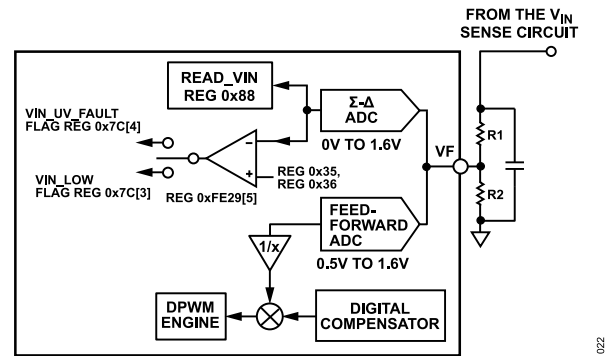 FROM THE VIN
SENSE CIRCUIT
READ_VIN
REG 0x88
Σ-Δ
ADC
0V TO 1.6V
VIN_UV_FAULT
FLAG REG 0x7C[4]
VIN_LOW
FLAG REG 0x7C[3]
−
+
REG 0x35,
REG 0x36
REG 0xFE29[5]
VF
R1
R2
FEED-
FORWARD
ADC
0.5V TO 1.6V
1/x
DPWM
ENGINE
DIGITAL
COMPENSATOR
022